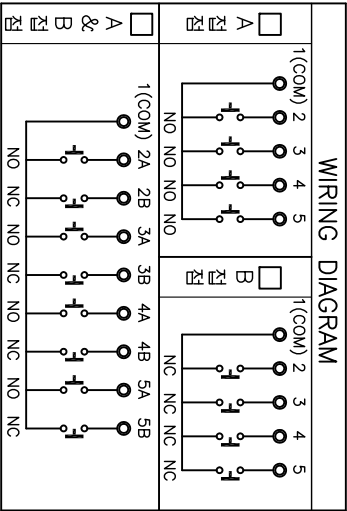 WIRING DIAGRAM
A 접점
1(COM) 2 3 4 5
NO NO NO NO
B 접점
1(COM) 2 3 4 5
NC NC NC NC
A & B 접점
1(COM) 2A 2B 3A 3B 4A 4B 5A 5B
NO NC NO NC NO NC NO NC